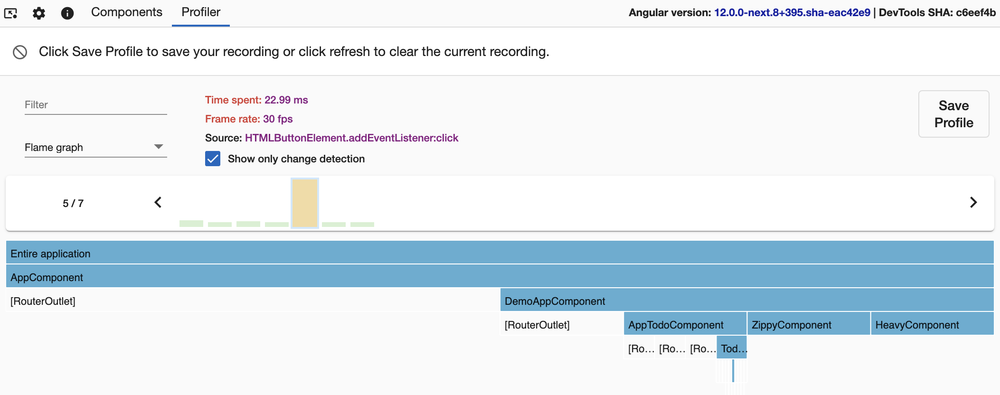 Components Profiler Angular version: 12.0.0-next.8+395.sha-eac42e9 | DevTools SHA: c6eef4b
Click Save Profile to save your recording or click refresh to clear the current recording.
Filter
Flame graph
Time spent: 22.99 ms
Frame rate: 30 fps
Source: HTMLButtonElement.addEventListener:click
Show only change detection
Save
Profile
5 / 7
Entire application
AppComponent
[RouterOutlet] DemoAppComponent
[RouterOutlet] AppTodoComponent ZippyComponent HeavyComponent
[Ro... [Ro... [Ro... Tod...